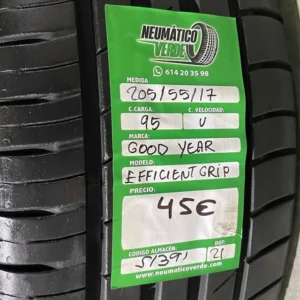 NEUMÁTICO
VERDE
614 20 35 98
MEDIDA
205/55/17
C. CARGA: C. VELOCIDAD:
95 V
MARCA:
GOOD YEAR
MODELO:
EFFICIENT GRIP
PRECIO:
45€
CÓDIGO ALMACÉN: DOT:
S/391 21
www.neumaticoverde.com